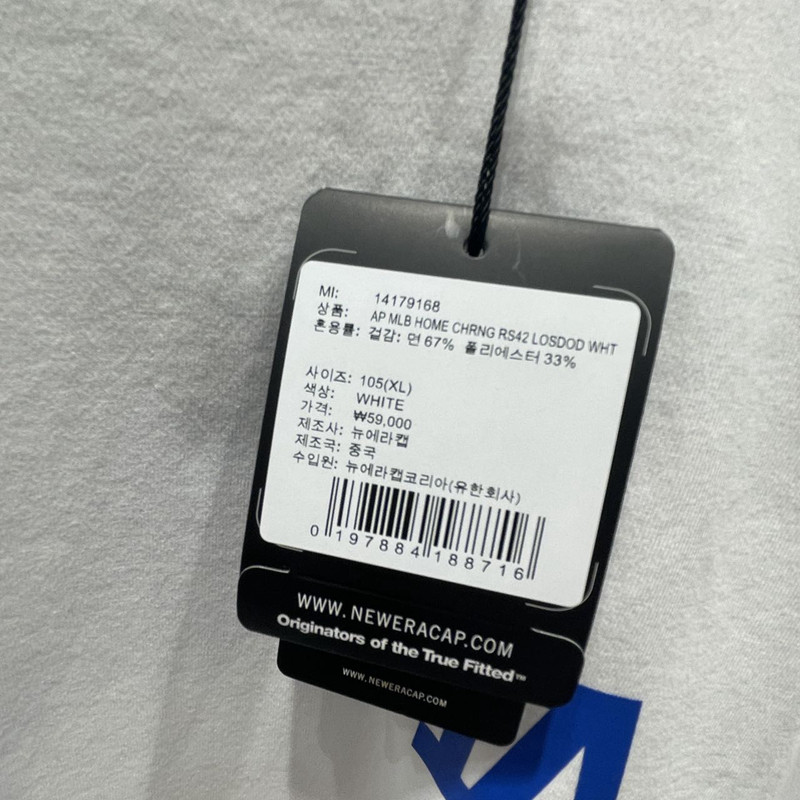 MI: 14179168
상품: AP MLB HOME CHRNG RS42 LOSDOD WHT
혼용률: 겉감: 면 67% 폴리에스터 33%
사이즈: 105(XL)
색상: WHITE
가격: ₩59,000
제조사: 뉴에라캡
제조국: 중국
수입원: 뉴에라캡코리아(유한회사)
0 197884 188716
WWW.NEWERACAP.COM
Originators of the True Fitted™
WWW.NEWERACAP.COM